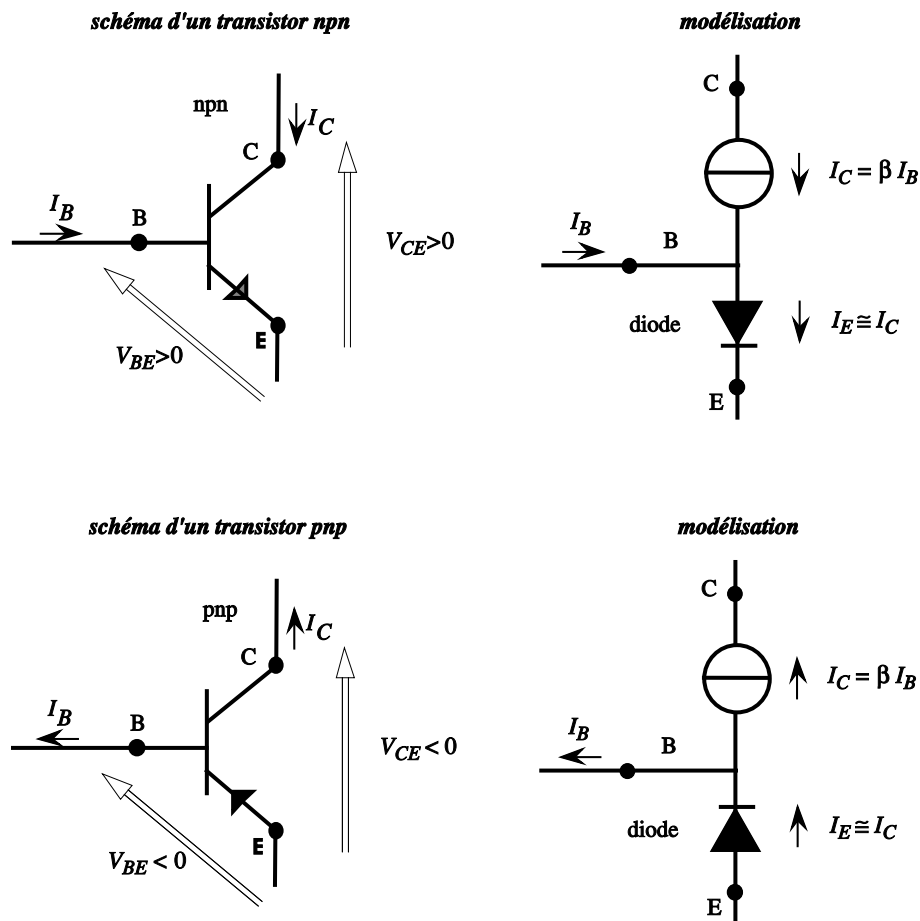 schéma d'un transistor npn
modélisation
npn
C
I_C
C
I_B
B
V_CE>0
I_C = β I_B
I_B
B
E
V_BE>0
diode
I_E ≅ I_C
E
schéma d'un transistor pnp
modélisation
pnp
C
I_C
C
I_B
B
V_CE < 0
I_C = β I_B
I_B
B
E
V_BE < 0
diode
I_E ≅ I_C
E